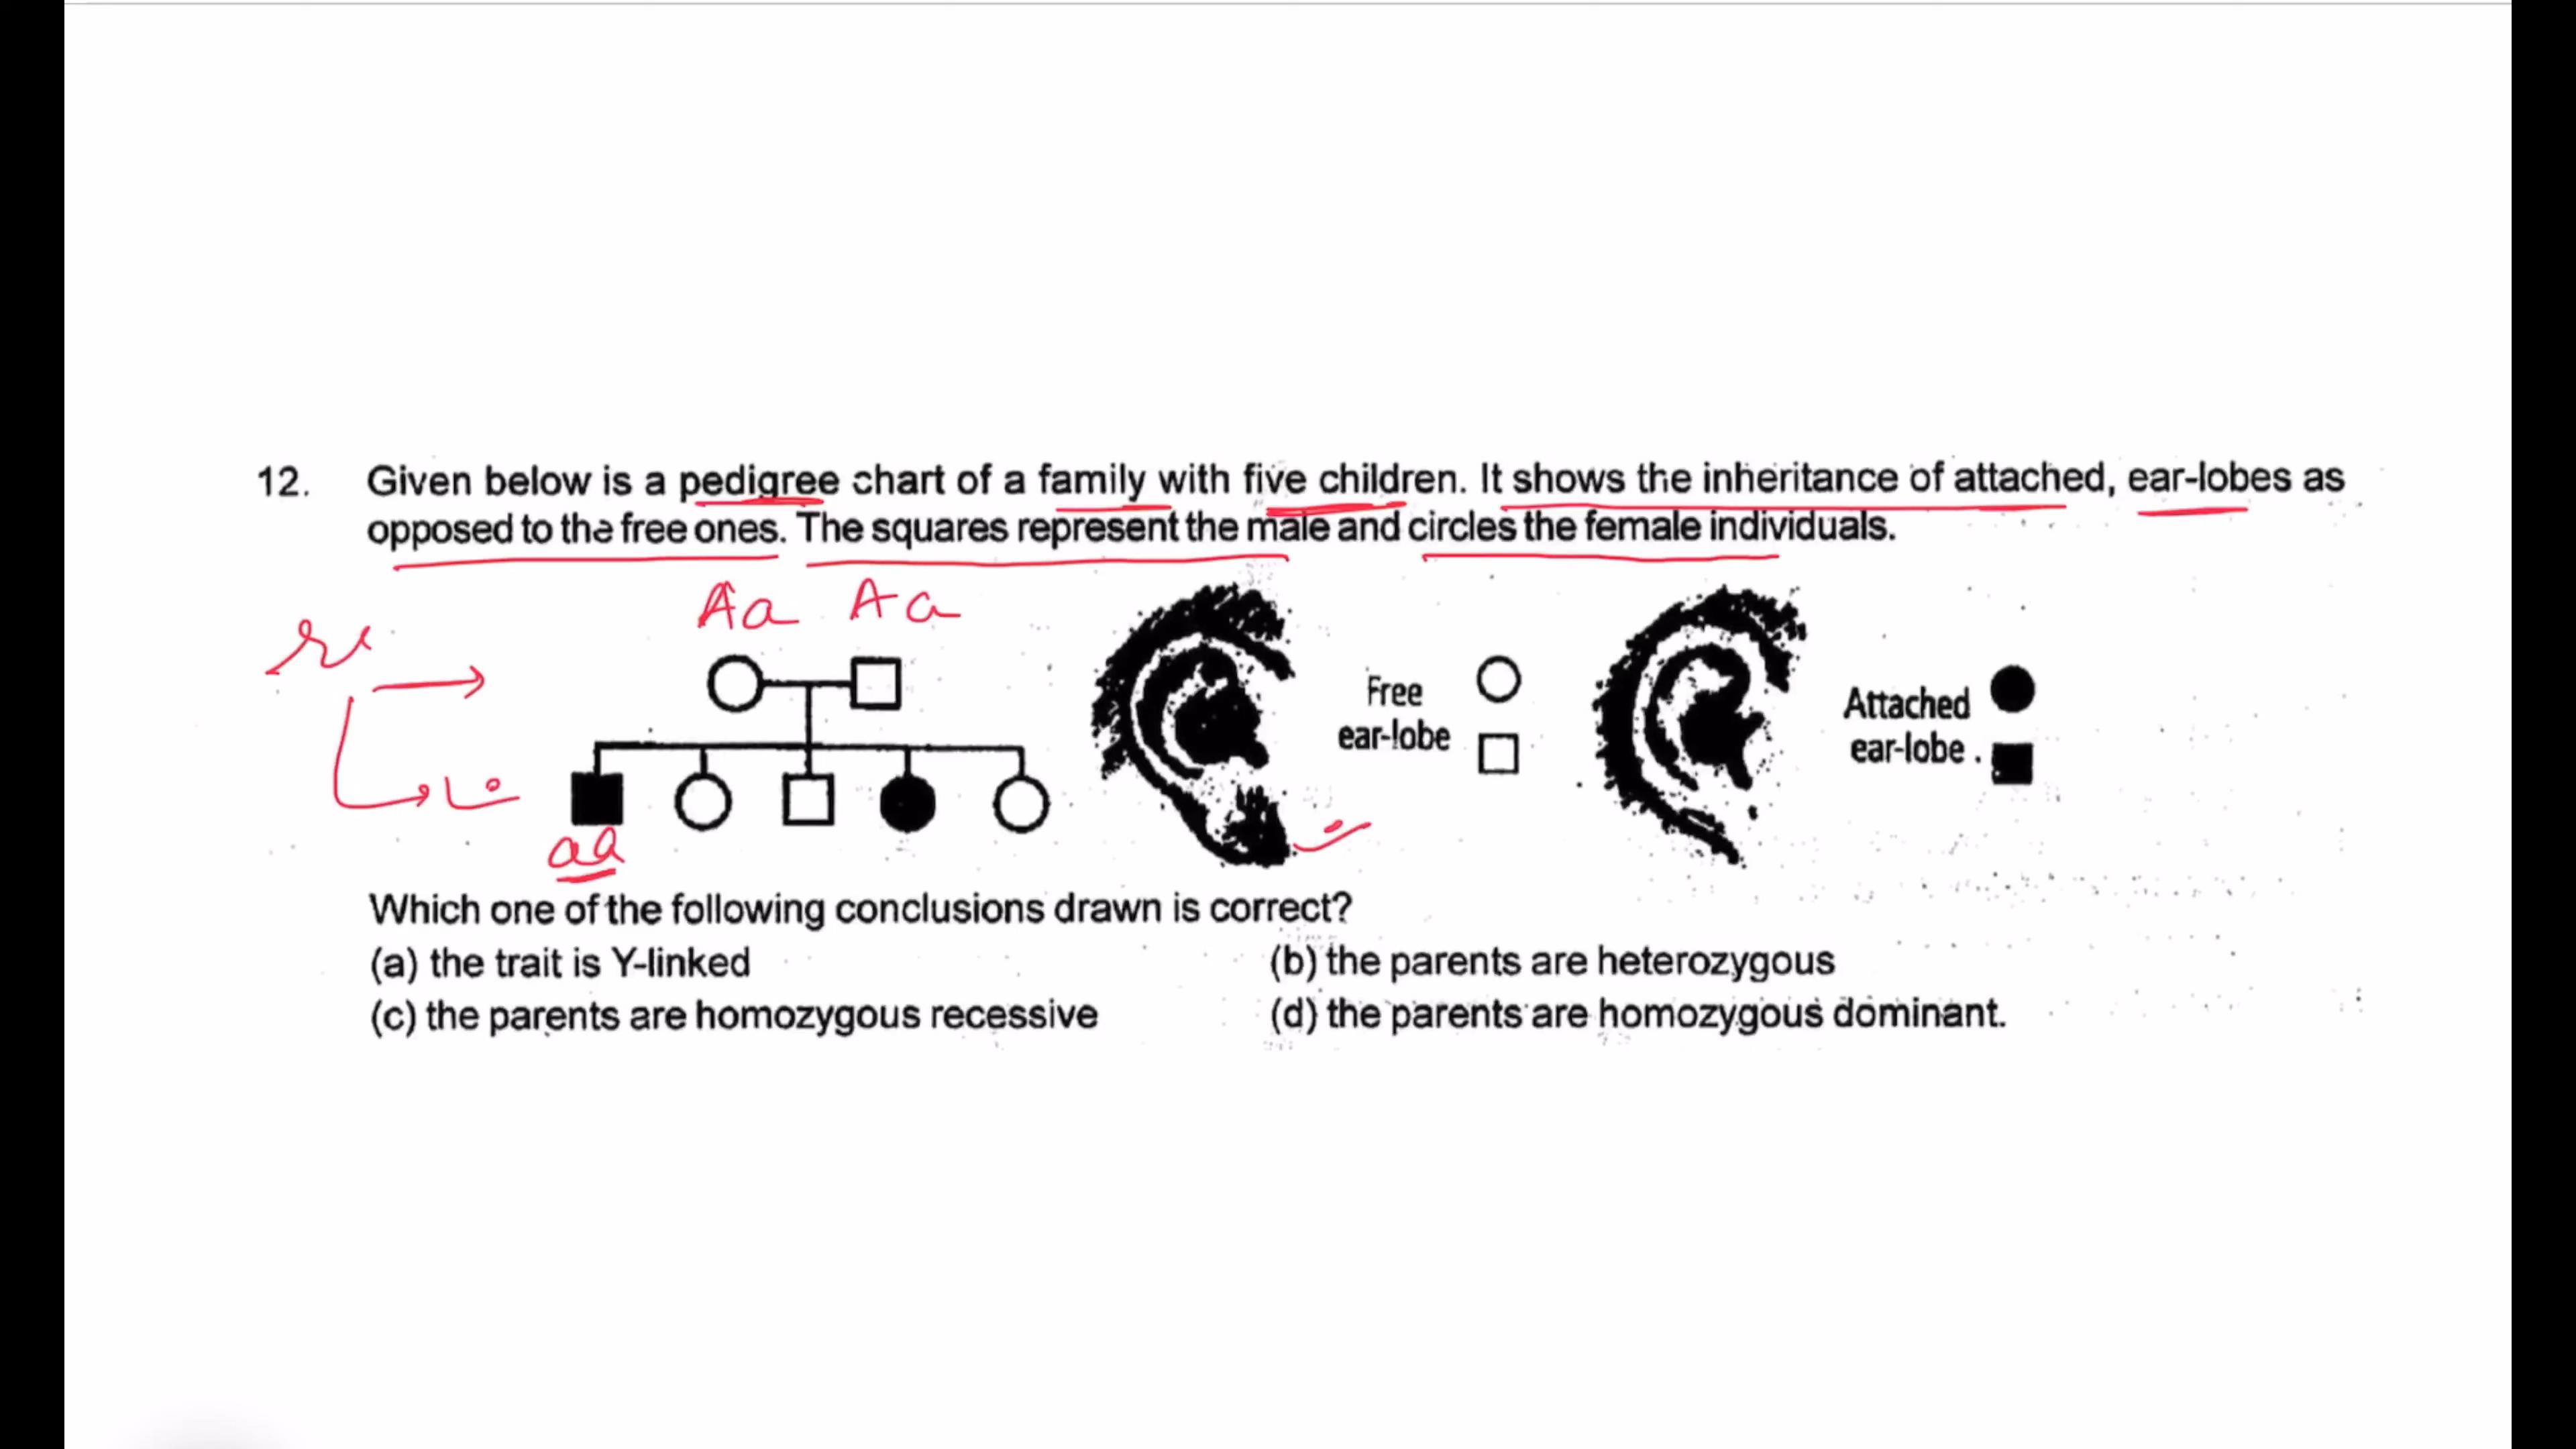 12. Given below is a pedigree chart of a family with five children. It shows the inheritance of attached, ear-lobes as
opposed to the free ones. The squares represent the male and circles the female individuals.
Aa Aa
Free
ear-lobe
Attached
ear-lobe.
aa
Which one of the following conclusions drawn is correct?
(a) the trait is Y-linked
(b) the parents are heterozygous
(c) the parents are homozygous recessive
(d) the parents are homozygous dominant.